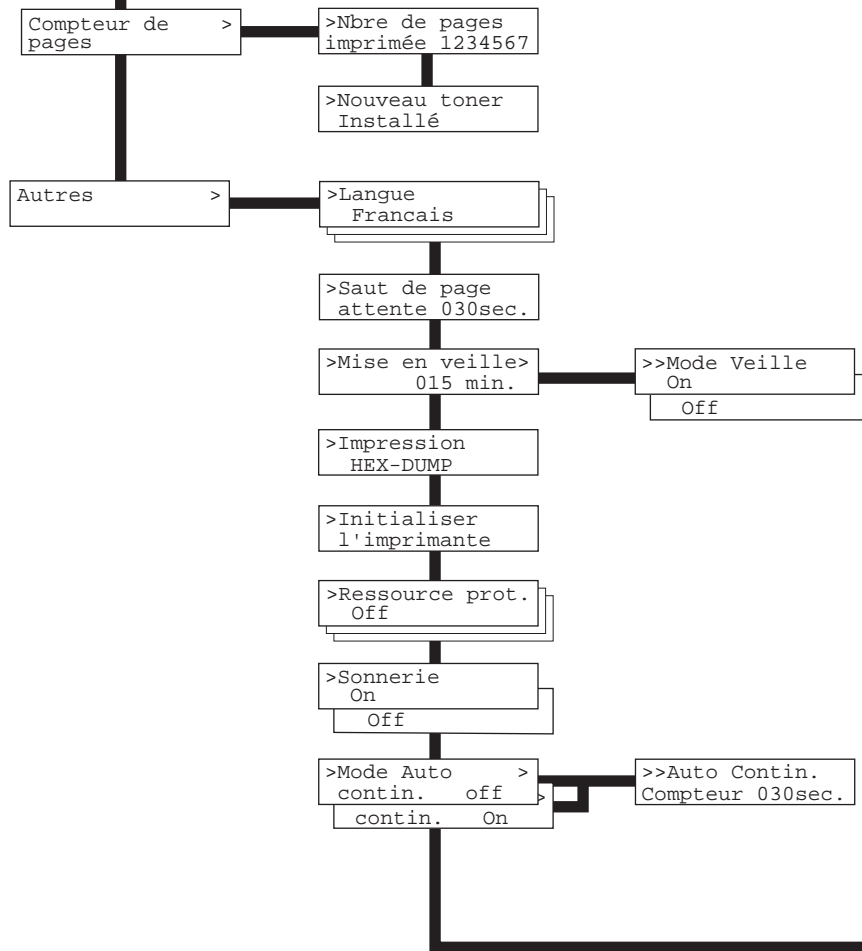 Compteur de >
pages
>Nbre de pages
imprimée 1234567
>Nouveau toner
Installé
Autres >
>Langue
Francais
>Saut de page
attente 030sec.
>Mise en veille>
015 min.
>>Mode Veille
On
Off
>Impression
HEX-DUMP
>Initialiser
l'imprimante
>Ressource prot.
Off
>Sonnerie
On
Off
>Mode Auto >
contin. off
>
contin. On
>>Auto Contin.
Compteur 030sec.